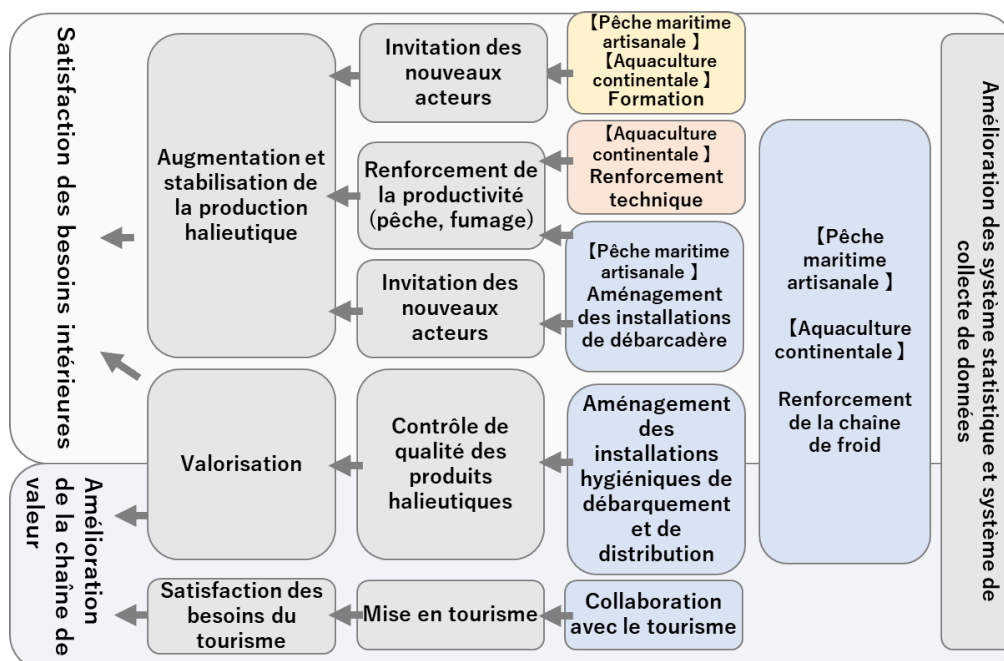 Satisfaction des besoins intérieures
Amélioration
de la chaîne de
valeur
Augmentation et
stabilisation de
la production
halieutique
Valorisation
Satisfaction des
besoins du
tourisme
Invitation des
nouveaux
acteurs
Renforcement de
la productivité
(pêche, fumage)
Invitation des
nouveaux
acteurs
Contrôle de
qualité des
produits
halieutiques
Mise en tourisme
【Pêche maritime
artisanale】
【Aquaculture
continentale】
Formation
【Aquaculture
continentale】
Renforcement
technique
【Pêche maritime
artisanale】
Aménagement
des installations
de débarcadère
Aménagement
des
installations
hygiéniques de
débarquement
et de
distribution
Collaboration
avec le tourisme
【Pêche
maritime
artisanale】
【Aquaculture
continentale】
Renforcement
de la chaîne
de froid
Amélioration des système statistique et système de
collecte de données